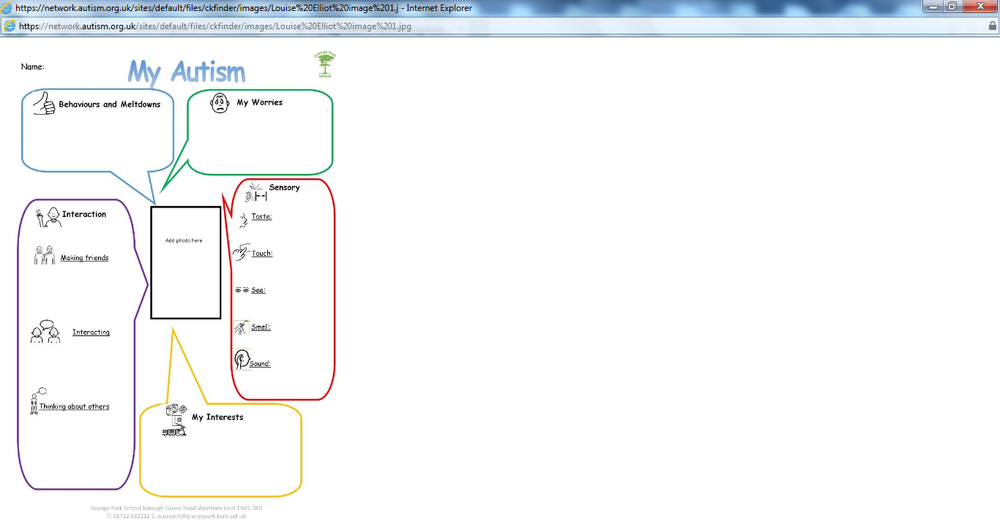 https://network.autism.org.uk/sites/default/files/ckfinder/images/Louise%20Elliot%20image%201.j - Internet Explorer
https://network.autism.org.uk/sites/default/files/ckfinder/images/Louise%20Elliot%20image%201.jpg
Name:
My Autism
Grange Park
School
Behaviours and Meltdowns
My Worries
Sensory
Taste:
Touch:
See:
Smell:
Sound:
Interaction
Making friends
Interacting
Thinking about others
Add photo here
My Interests
Grange Park School Borough Green Road Wrotham Kent TN15 7RD
T: 01732 882111 E: outreach@grangepark.kent.sch.uk